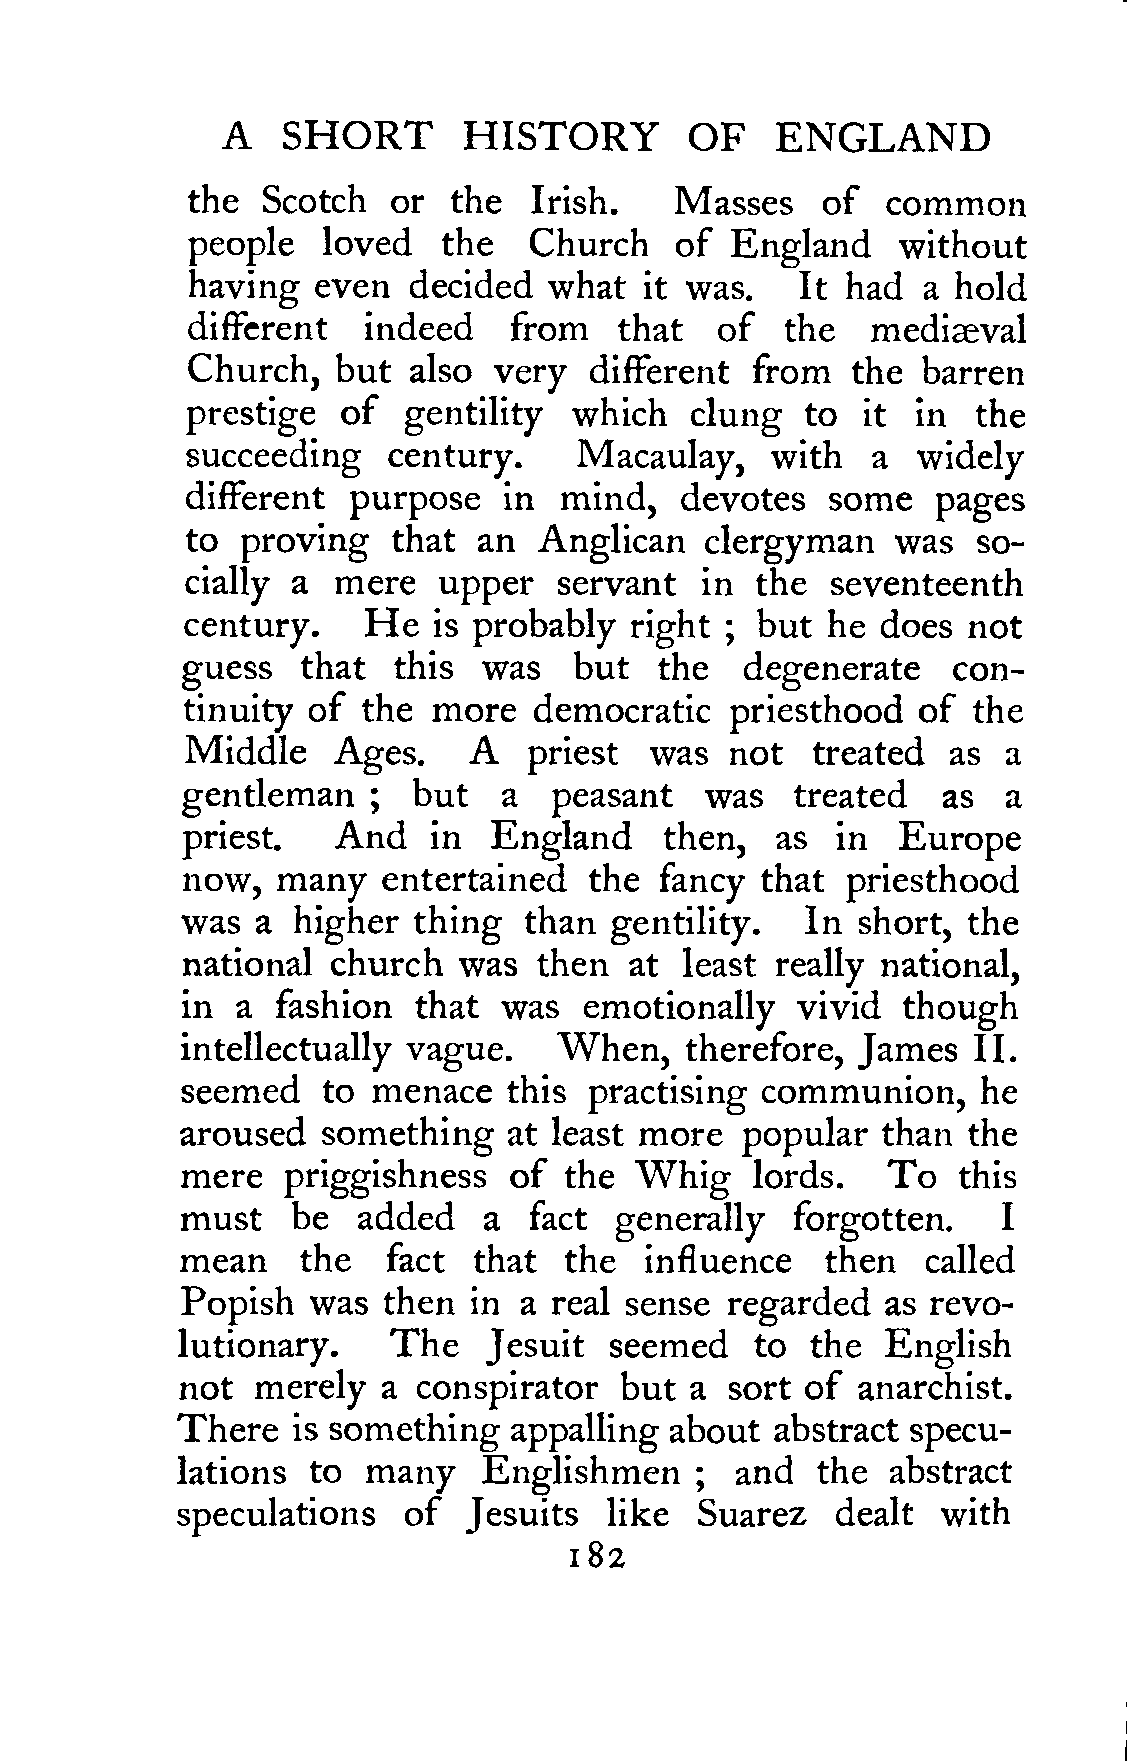 A SHORT HISTORY OF ENGLAND
the Scotch or the Irish. Masses of common
people loved the Church of England without
having even decided what it was. It had a hold
different indeed from that of the mediæval
Church, but also very different from the barren
prestige of gentility which clung to it in the
succeeding century. Macaulay, with a widely
different purpose in mind, devotes some pages
to proving that an Anglican clergyman was so-
cially a mere upper servant in the seventeenth
century. He is probably right ; but he does not
guess that this was but the degenerate con-
tinuity of the more democratic priesthood of the
Middle Ages. A priest was not treated as a
gentleman ; but a peasant was treated as a
priest. And in England then, as in Europe
now, many entertained the fancy that priesthood
was a higher thing than gentility. In short, the
national church was then at least really national,
in a fashion that was emotionally vivid though
intellectually vague. When, therefore, James II.
seemed to menace this practising communion, he
aroused something at least more popular than the
mere priggishness of the Whig lords. To this
must be added a fact generally forgotten. I
mean the fact that the influence then called
Popish was then in a real sense regarded as revo-
lutionary. The Jesuit seemed to the English
not merely a conspirator but a sort of anarchist.
There is something appalling about abstract specu-
lations to many Englishmen ; and the abstract
speculations of Jesuits like Suarez dealt with
182